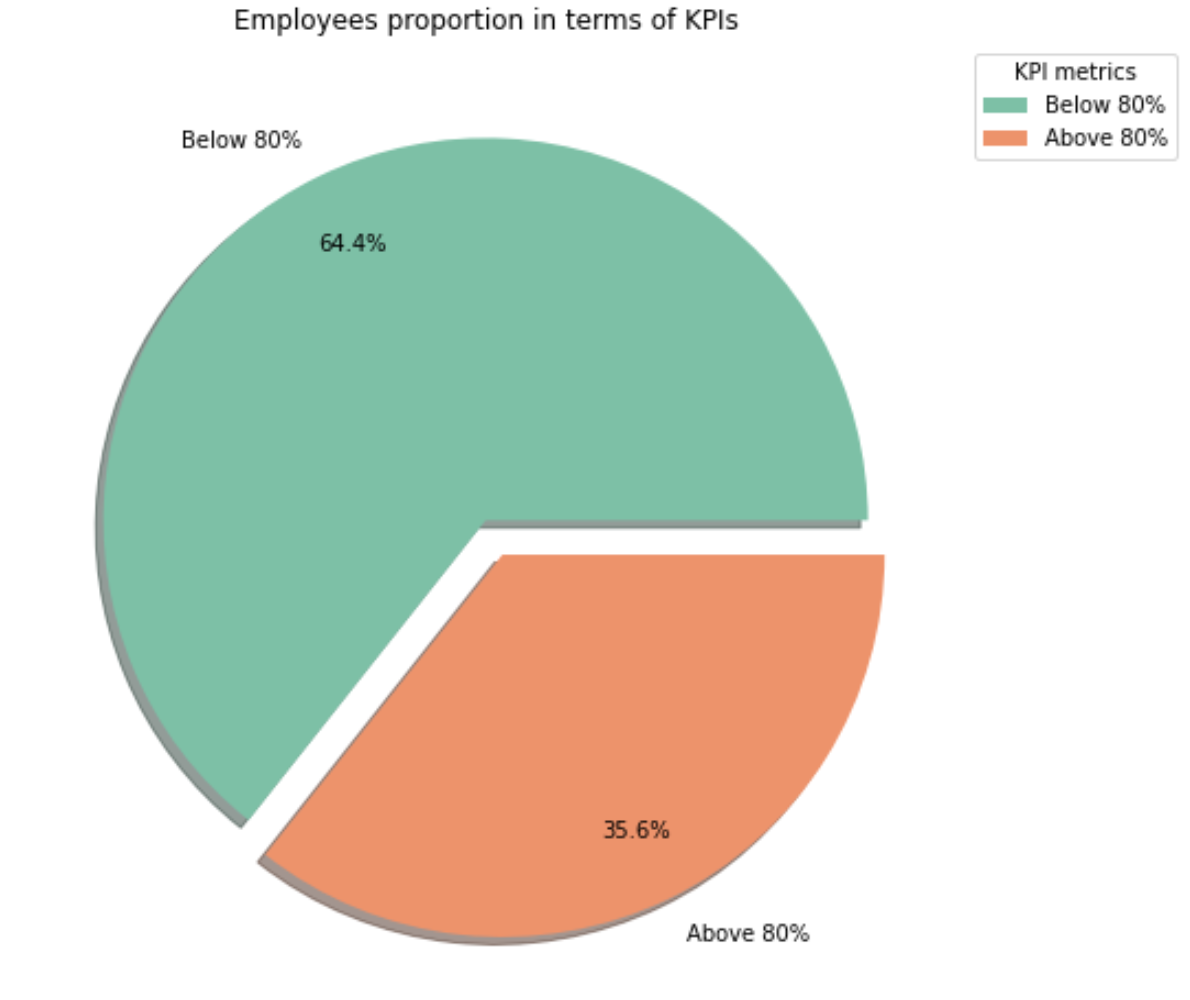 Employees proportion in terms of KPIs
KPI metrics
Below 80%
Above 80%
Below 80%
64.4%
35.6%
Above 80%